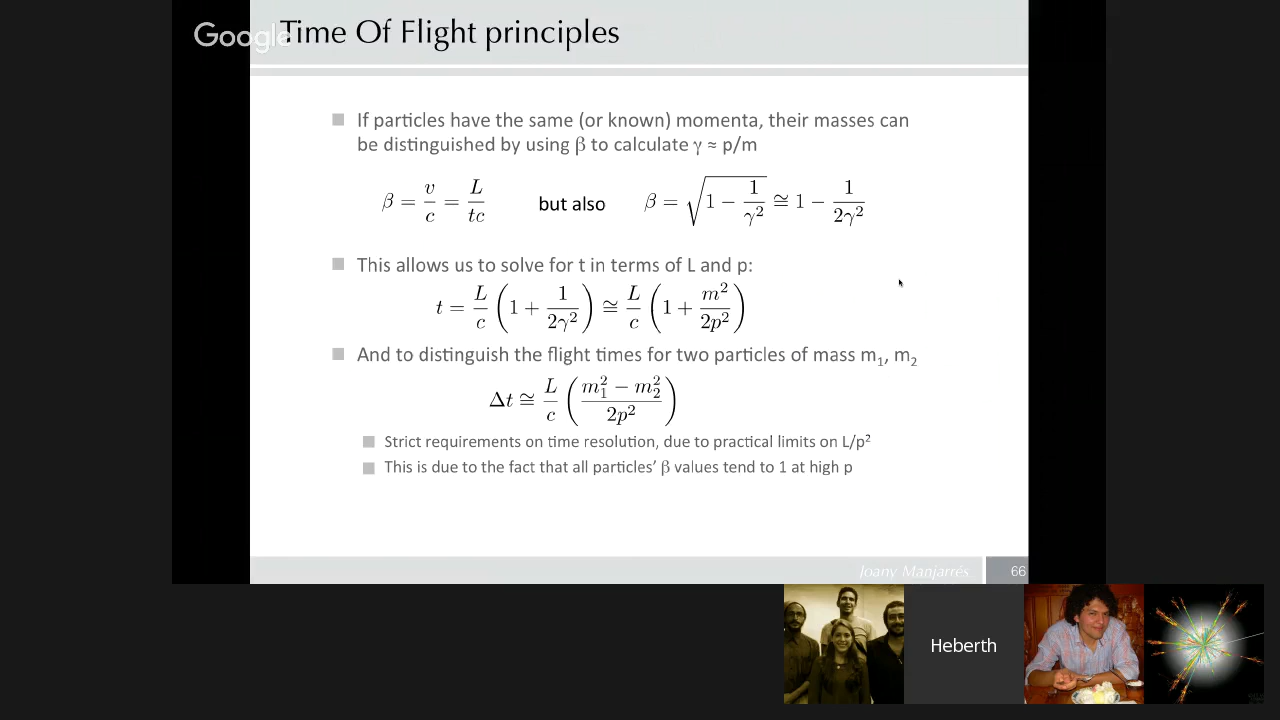 Google
Time Of Flight principles
If particles have the same (or known) momenta, their masses can
be distinguished by using β to calculate γ ≈ p/m
β = v/c = L/tc but also β = √(1 − 1/γ²) ≅ 1 − 1/2γ²
This allows us to solve for t in terms of L and p:
t = L/c (1 + 1/2γ²) ≅ L/c (1 + m²/2p²)
And to distinguish the flight times for two particles of mass m₁, m₂
Δt ≅ L/c (m₁² − m₂² / 2p²)
Strict requirements on time resolution, due to practical limits on L/p²
This is due to the fact that all particles’ β values tend to 1 at high p
Joany Manjarrés 66
Heberth